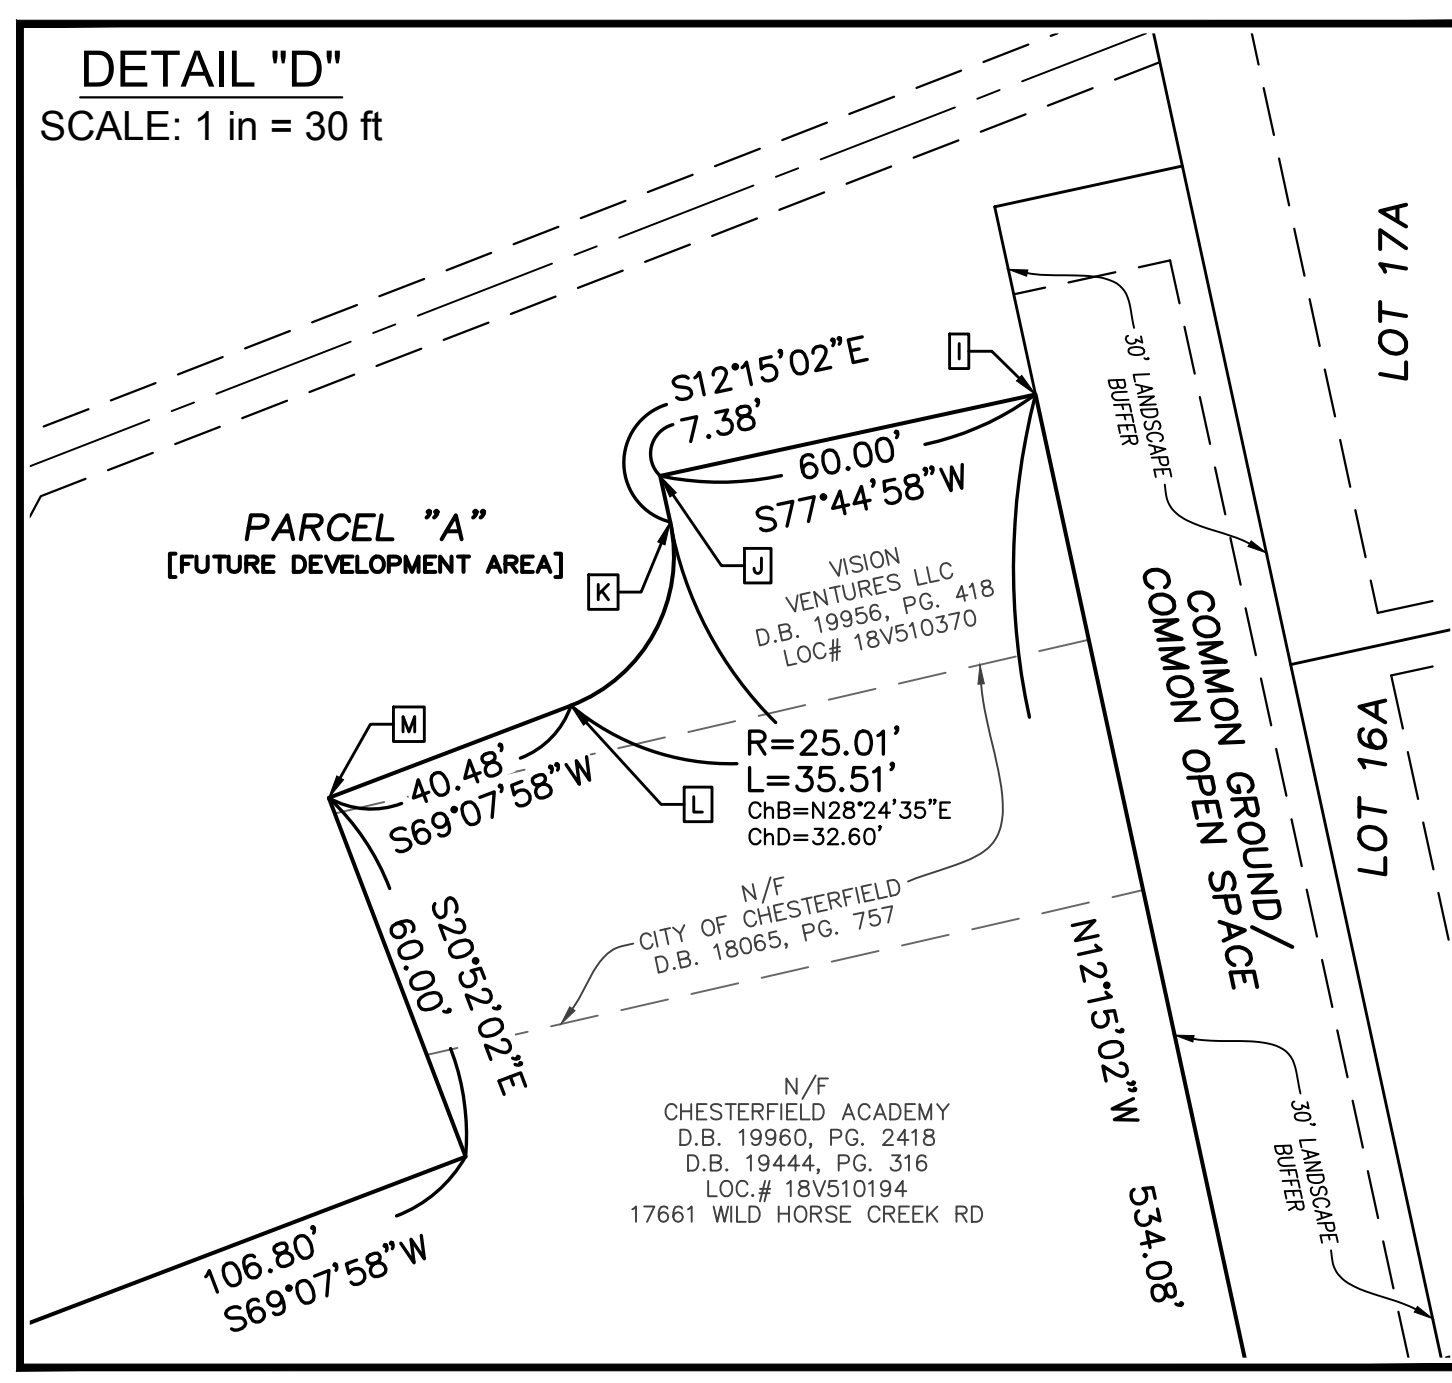 DETAIL "D"
SCALE: 1 in = 30 ft
LOT 17A
30' LANDSCAPE
BUFFER
I
S12°15'02"E
7.38'
60.00'
S77°44'58"W
PARCEL "A"
[FUTURE DEVELOPMENT AREA]
J
K
VISION
VENTURES LLC
D.B. 19956, PG. 418
LOC# 18V510370
COMMON GROUND/
COMMON OPEN SPACE
M
40.48'
S69°07'58"W
L
R=25.01'
L=35.51'
ChB=N28°24'35"E
ChD=32.60'
LOT 16A
N/F
CITY OF CHESTERFIELD
D.B. 18065, PG. 757
S20°52'02"E
60.00'
N12°15'02"W
534.08'
N/F
CHESTERFIELD ACADEMY
D.B. 19960, PG. 2418
D.B. 19444, PG. 316
LOC.# 18V510194
17661 WILD HORSE CREEK RD
30' LANDSCAPE
BUFFER
106.80'
S69°07'58"W